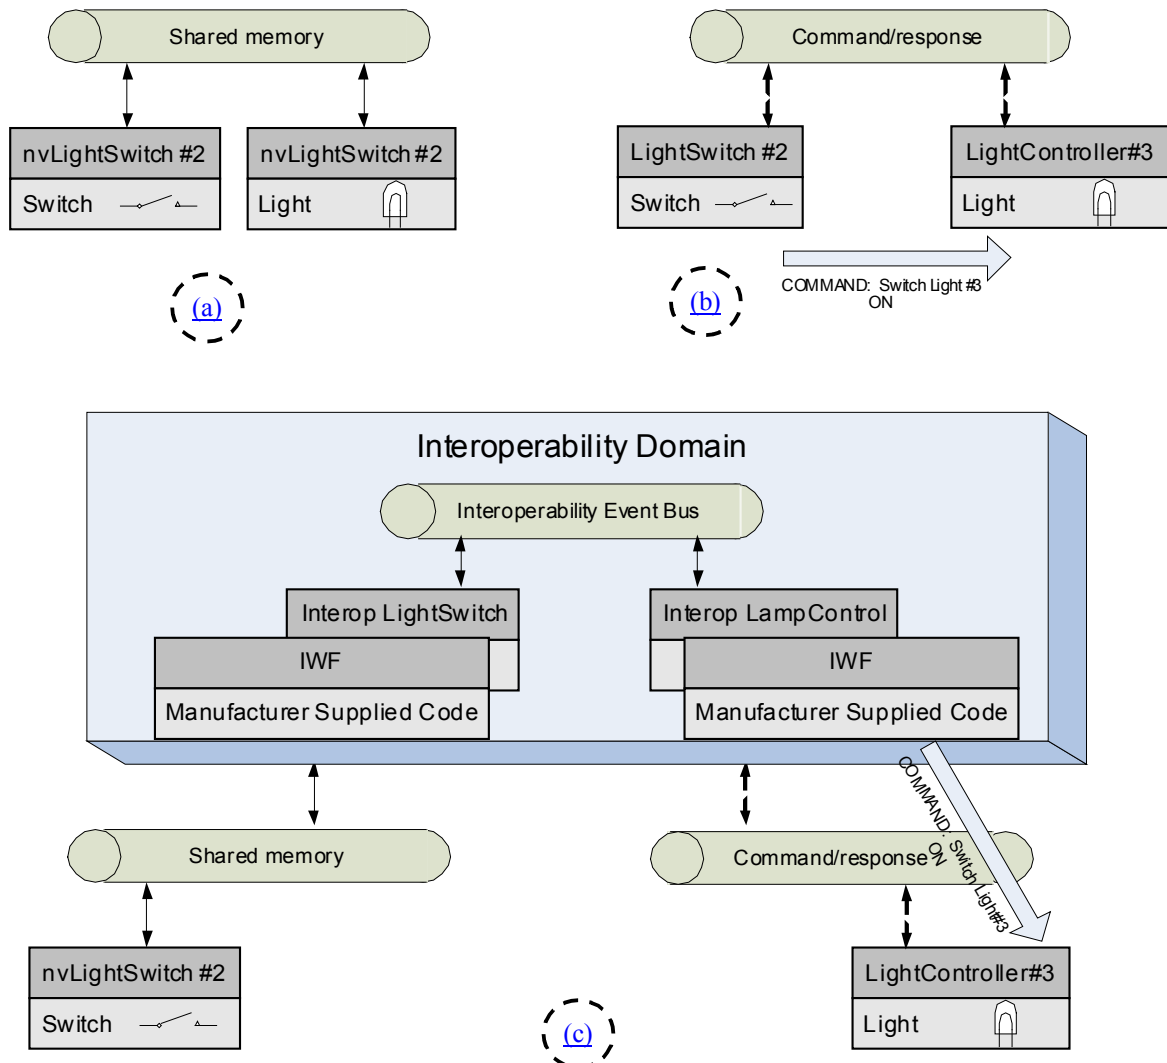 Shared memory
nvLightSwitch #2
Switch
nvLightSwitch #2
Light
(a)
Command/response
LightSwitch #2
Switch
LightController#3
Light
COMMAND: Switch Light #3
ON
(b)
Interoperability Domain
Interoperability Event Bus
Interop LightSwitch
IWF
Manufacturer Supplied Code
Interop LampControl
IWF
Manufacturer Supplied Code
COMMAND: Switch Light#3
ON
Shared memory
Command/response
nvLightSwitch #2
Switch
LightController#3
Light
(c)